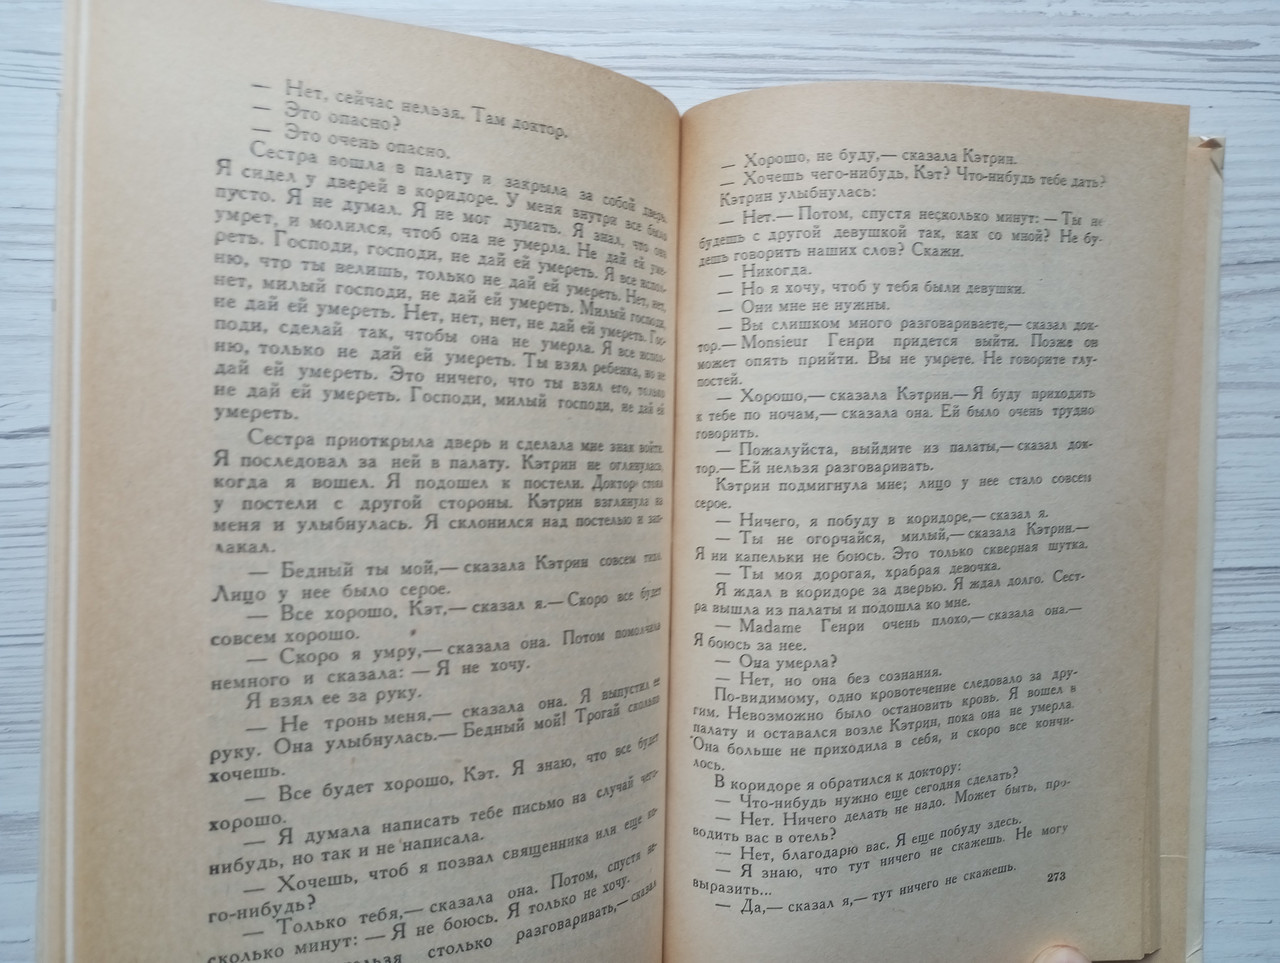 — Нет, сейчас нельзя. Там доктор.
— Это опасно?
— Это очень опасно.
Сестра вошла в палату и закрыла за собой дверь.
Я сидел у дверей в коридоре. У меня внутри все было
пусто. Я не думал. Я не мог думать. Я знал, что она
умрет, и молился, чтоб она не умерла. Не дай ей уме-
реть. Господи, господи, не дай ей умереть. Я все испол-
ню, что ты велишь, только не дай ей умереть. Нет, нет,
нет, милый господи, не дай ей умереть. Милый господи,
не дай ей умереть. Нет, нет, нет, не дай ей умереть. Гос-
поди, сделай так, чтобы она не умерла. Я все испол-
ню, только не дай ей умереть. Ты взял ребенка, но не
дай ей умереть. Это ничего, что ты взял его, только
не дай ей умереть. Господи, милый господи, не дай ей
умереть.
Сестра приоткрыла дверь и сделала мне знак войти.
Я последовал за ней в палату. Кэтрин не оглянулась,
когда я вошел. Я подошел к постели. Доктор стоял
у постели с другой стороны. Кэтрин взглянула на
меня и улыбнулась. Я склонился над постелью и зап-
лакал.
— Бедный ты мой,— сказала Кэтрин совсем тихо.
Лицо у нее было серое.
— Все хорошо, Кэт,— сказал я.— Скоро все будет
совсем хорошо.
— Скоро я умру,— сказала она. Потом помолчала
немного и сказала: — Я не хочу.
Я взял ее за руку.
— Не тронь меня,— сказала она. Я выпустил ее
руку. Она улыбнулась.— Бедный мой! Трогай сколько
хочешь.
— Все будет хорошо, Кэт. Я знаю, что все будет
хорошо.
— Я думала написать тебе письмо на случай чего-
нибудь, но так и не написала.
— Хочешь, чтоб я позвал священника или еще ко-
го-нибудь?
— Только тебя,— сказала она. Потом, спустя не-
сколько минут: — Я не боюсь. Я только не хочу.
столько разговаривать,— сказал
— Хорошо, не буду,— сказала Кэтрин.
— Хочешь чего-нибудь, Кэт? Что-нибудь тебе дать?
Кэтрин улыбнулась:
— Нет.— Потом, спустя несколько минут: — Ты не
будешь с другой девушкой так, как со мной? Не бу-
дешь говорить наших слов? Скажи.
— Никогда.
— Но я хочу, чтоб у тебя были девушки.
— Они мне не нужны.
— Вы слишком много разговариваете,— сказал док-
тор.— Monsieur Генри придется выйти. Позже он
может опять прийти. Вы не умрете. Не говорите глу-
постей.
— Хорошо,— сказала Кэтрин.— Я буду приходить
к тебе по ночам,— сказала она. Ей было очень трудно
говорить.
— Пожалуйста, выйдите из палаты,— сказал док-
тор.— Ей нельзя разговаривать.
Кэтрин подмигнула мне; лицо у нее стало совсем
серое.
— Ничего, я побуду в коридоре,— сказал я.
— Ты не огорчайся, милый,— сказала Кэтрин.—
Я ни капельки не боюсь. Это только скверная шутка.
— Ты моя дорогая, храбрая девочка.
Я ждал в коридоре за дверью. Я ждал долго. Сест-
ра вышла из палаты и подошла ко мне.
— Madame Генри очень плохо,— сказала она.—
Я боюсь за нее.
— Она умерла?
— Нет, но она без сознания.
По-видимому, одно кровотечение следовало за дру-
гим. Невозможно было остановить кровь. Я вошел в
палату и оставался возле Кэтрин, пока она не умерла.
Она больше не приходила в себя, и скоро все кончи-
лось.
В коридоре я обратился к доктору:
— Что-нибудь нужно еще сегодня сделать?
— Нет. Ничего делать не надо. Может быть, про-
водить вас в отель?
— Нет, благодарю вас. Я еще побуду здесь.
— Я знаю, что тут ничего не скажешь. Не могу
выразить...
— Да,— сказал я,— тут ничего не скажешь.
273